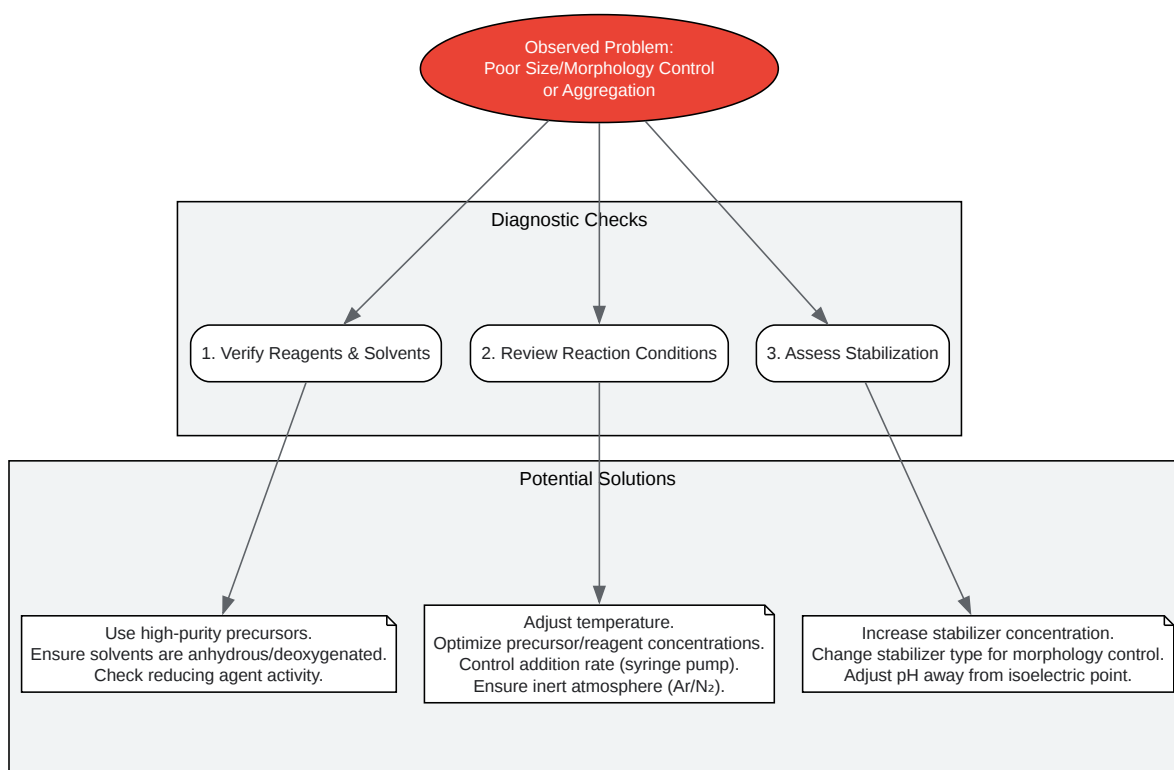 Observed Problem:
Poor Size/Morphology Control
or Aggregation
Diagnostic Checks
1. Verify Reagents & Solvents
2. Review Reaction Conditions
3. Assess Stabilization
Potential Solutions
Use high-purity precursors.
Ensure solvents are anhydrous/deoxygenated.
Check reducing agent activity.
Adjust temperature.
Optimize precursor/reagent concentrations.
Control addition rate (syringe pump).
Ensure inert atmosphere (Ar/N₂).
Increase stabilizer concentration.
Change stabilizer type for morphology control.
Adjust pH away from isoelectric point.